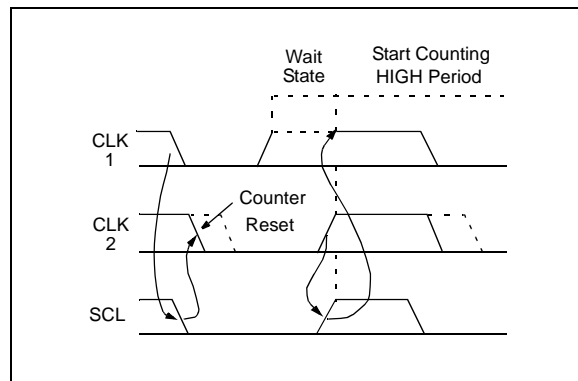 Wait
State
Start Counting
HIGH Period
CLK
1
Counter
Reset
CLK
2
SCL